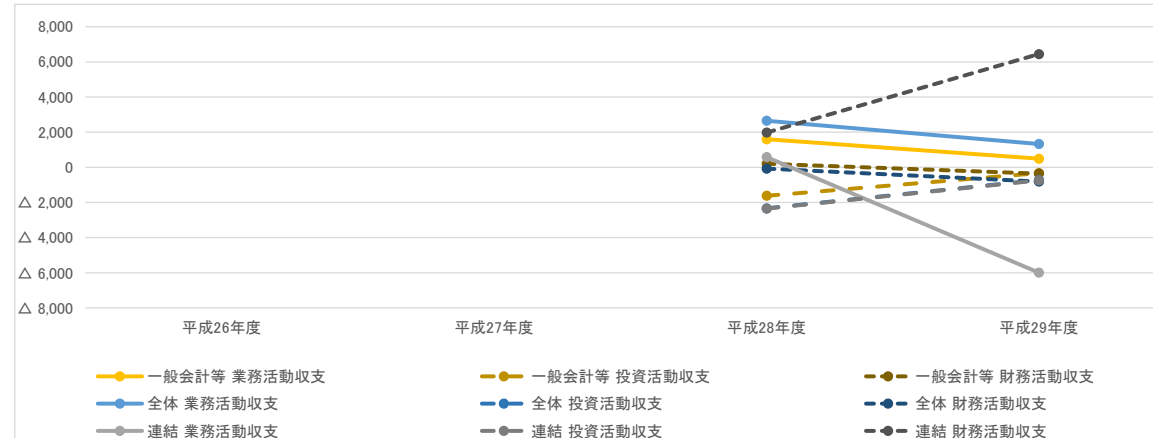 8,000
6,000
4,000
2,000
0
△ 2,000
△ 4,000
△ 6,000
△ 8,000
平成26年度 平成27年度 平成28年度 平成29年度
一般会計等 業務活動収支 一般会計等 投資活動収支 一般会計等 財務活動収支
全体 業務活動収支 全体 投資活動収支 全体 財務活動収支
連結 業務活動収支 連結 投資活動収支 連結 財務活動収支